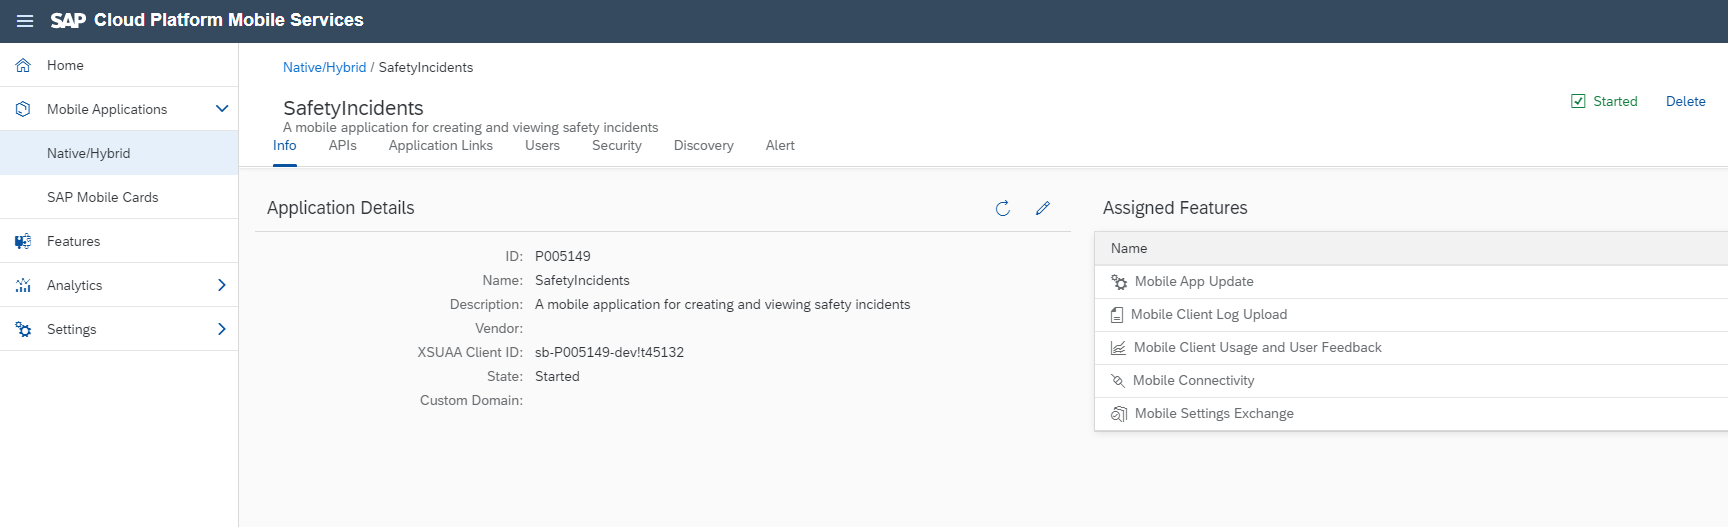 SAP Cloud Platform Mobile Services
Home
Mobile Applications
Native/Hybrid
SAP Mobile Cards
Features
Analytics
Settings
Native/Hybrid / SafetyIncidents
SafetyIncidents
A mobile application for creating and viewing safety incidents
Started Delete
Info APIs Application Links Users Security Discovery Alert
Application Details
ID: P005149
Name: SafetyIncidents
Description: A mobile application for creating and viewing safety incidents
Vendor:
XSUAA Client ID: sb-P005149-dev!t45132
State: Started
Custom Domain:
Assigned Features
Name
Mobile App Update
Mobile Client Log Upload
Mobile Client Usage and User Feedback
Mobile Connectivity
Mobile Settings Exchange